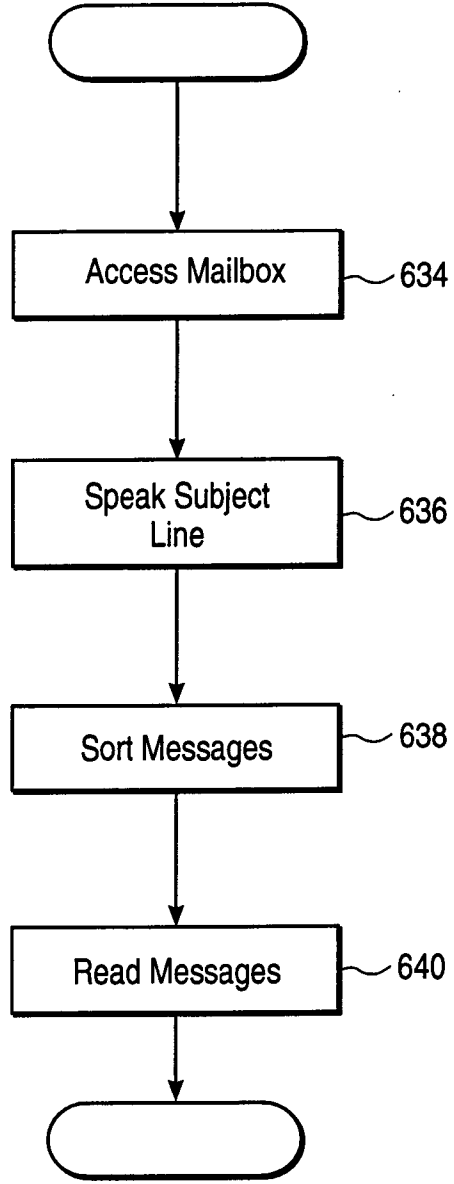 Access Mailbox
634
Speak Subject
Line
636
Sort Messages
638
Read Messages
640